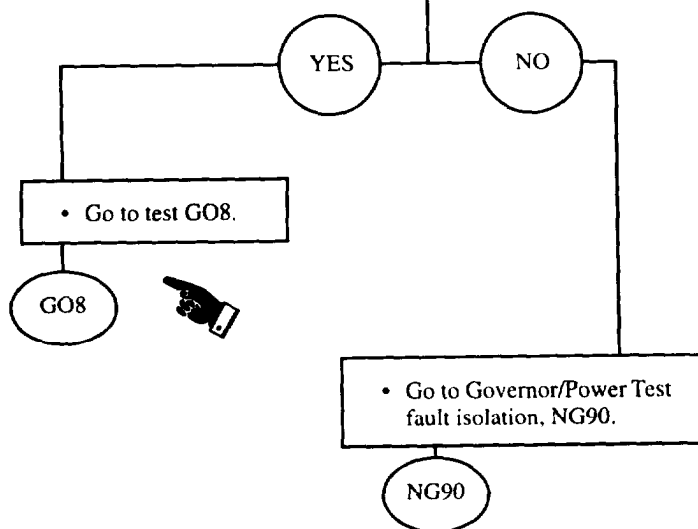 YES
NO
• Go to test GO8.
GO8
• Go to Governor/Power Test
fault isolation, NG90.
NG90